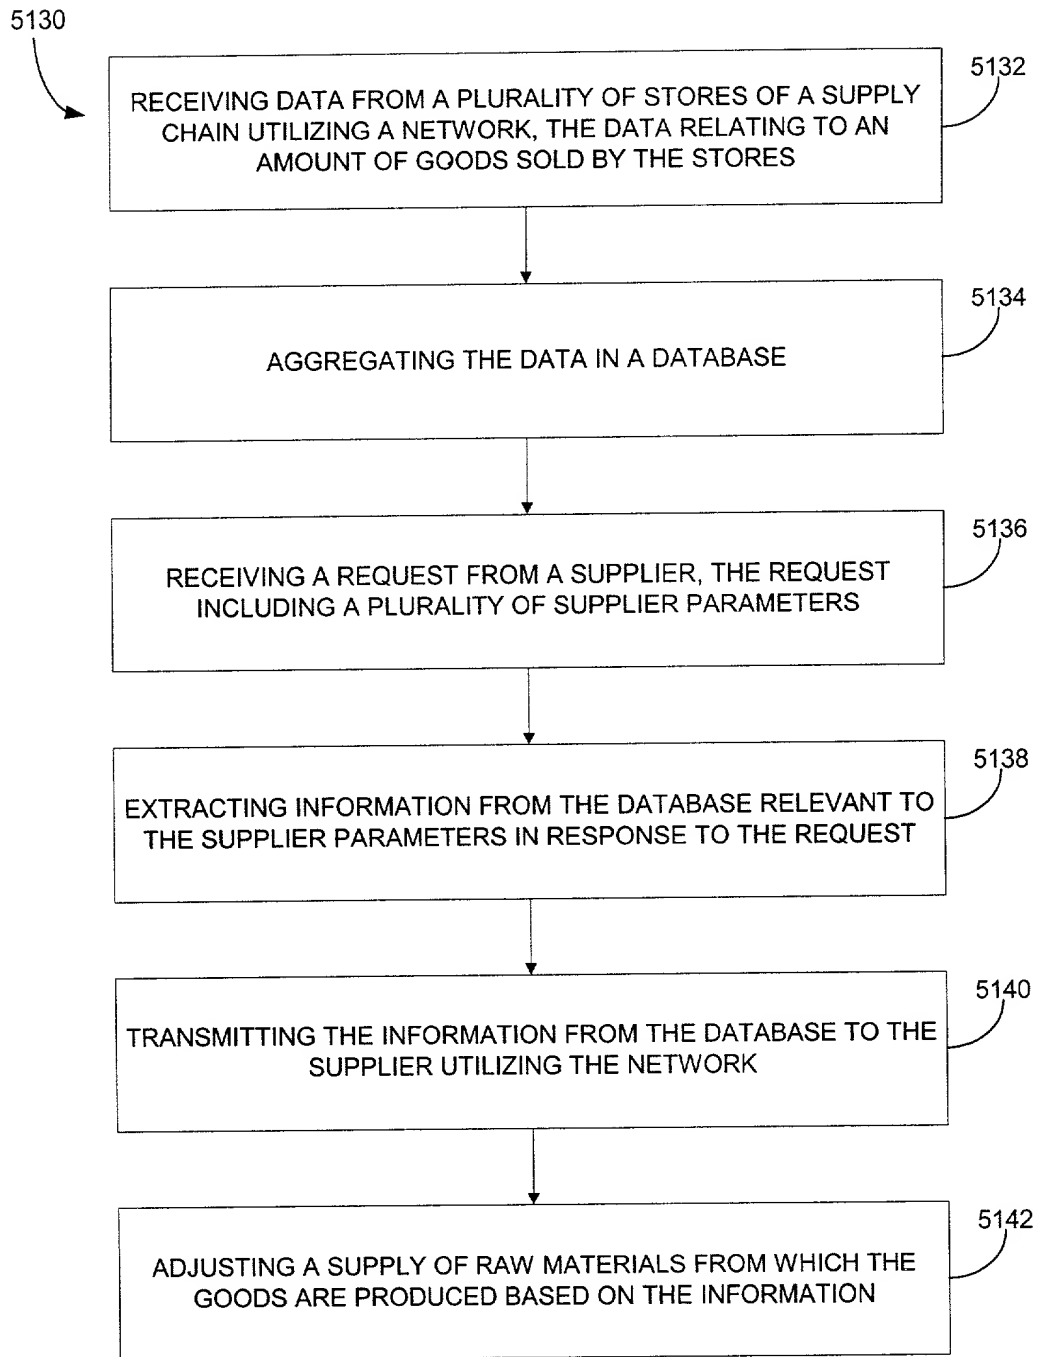 5130
5132
RECEIVING DATA FROM A PLURALITY OF STORES OF A SUPPLY
CHAIN UTILIZING A NETWORK, THE DATA RELATING TO AN
AMOUNT OF GOODS SOLD BY THE STORES
5134
AGGREGATING THE DATA IN A DATABASE
5136
RECEIVING A REQUEST FROM A SUPPLIER, THE REQUEST
INCLUDING A PLURALITY OF SUPPLIER PARAMETERS
5138
EXTRACTING INFORMATION FROM THE DATABASE RELEVANT TO
THE SUPPLIER PARAMETERS IN RESPONSE TO THE REQUEST
5140
TRANSMITTING THE INFORMATION FROM THE DATABASE TO THE
SUPPLIER UTILIZING THE NETWORK
5142
ADJUSTING A SUPPLY OF RAW MATERIALS FROM WHICH THE
GOODS ARE PRODUCED BASED ON THE INFORMATION